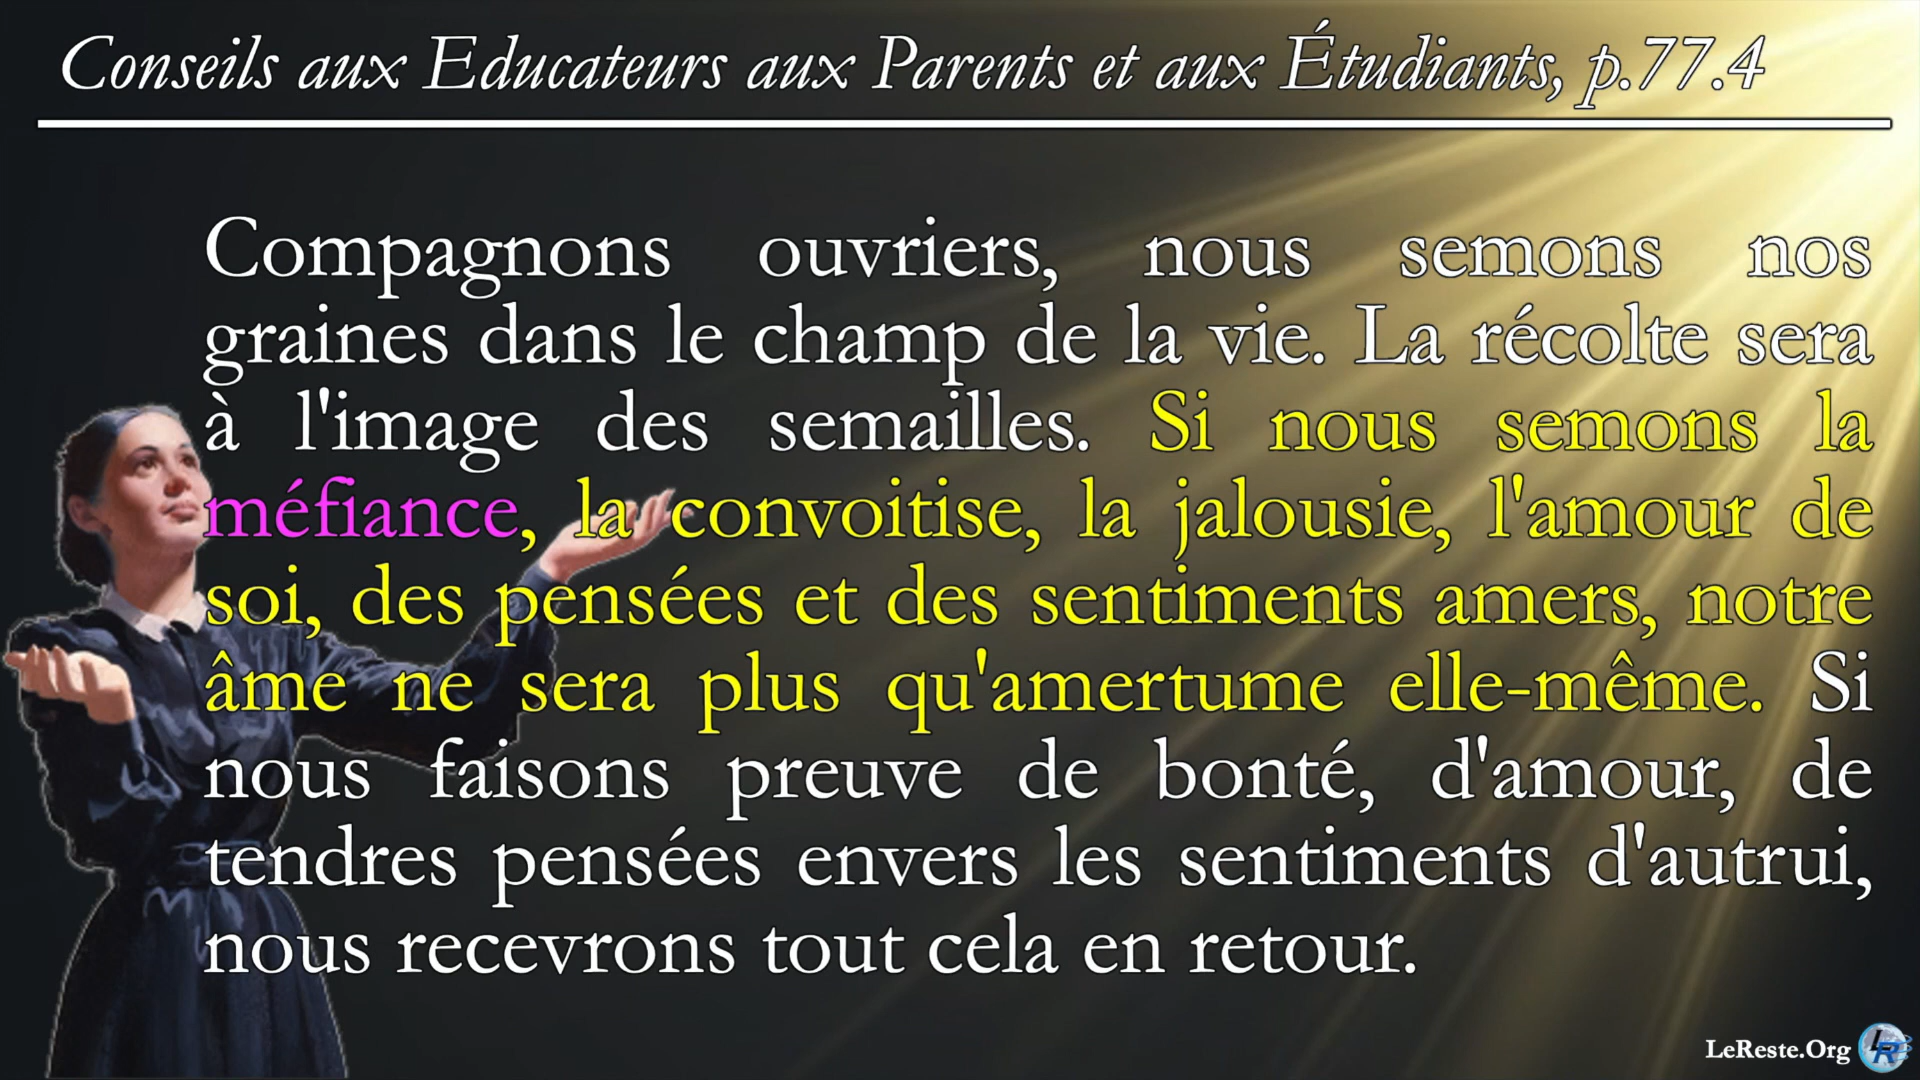 Conseils aux Educateurs aux Parents et aux Étudiants, p.77.4
Compagnons ouvriers, nous semons nos
graines dans le champ de la vie. La récolte sera
à l'image des semailles. Si nous semons la
méfiance, la convoitise, la jalousie, l'amour de
soi, des pensées et des sentiments amers, notre
âme ne sera plus qu'amertume elle-même. Si
nous faisons preuve de bonté, d'amour, de
tendres pensées envers les sentiments d'autrui,
nous recevrons tout cela en retour.
LeReste.Org
LR